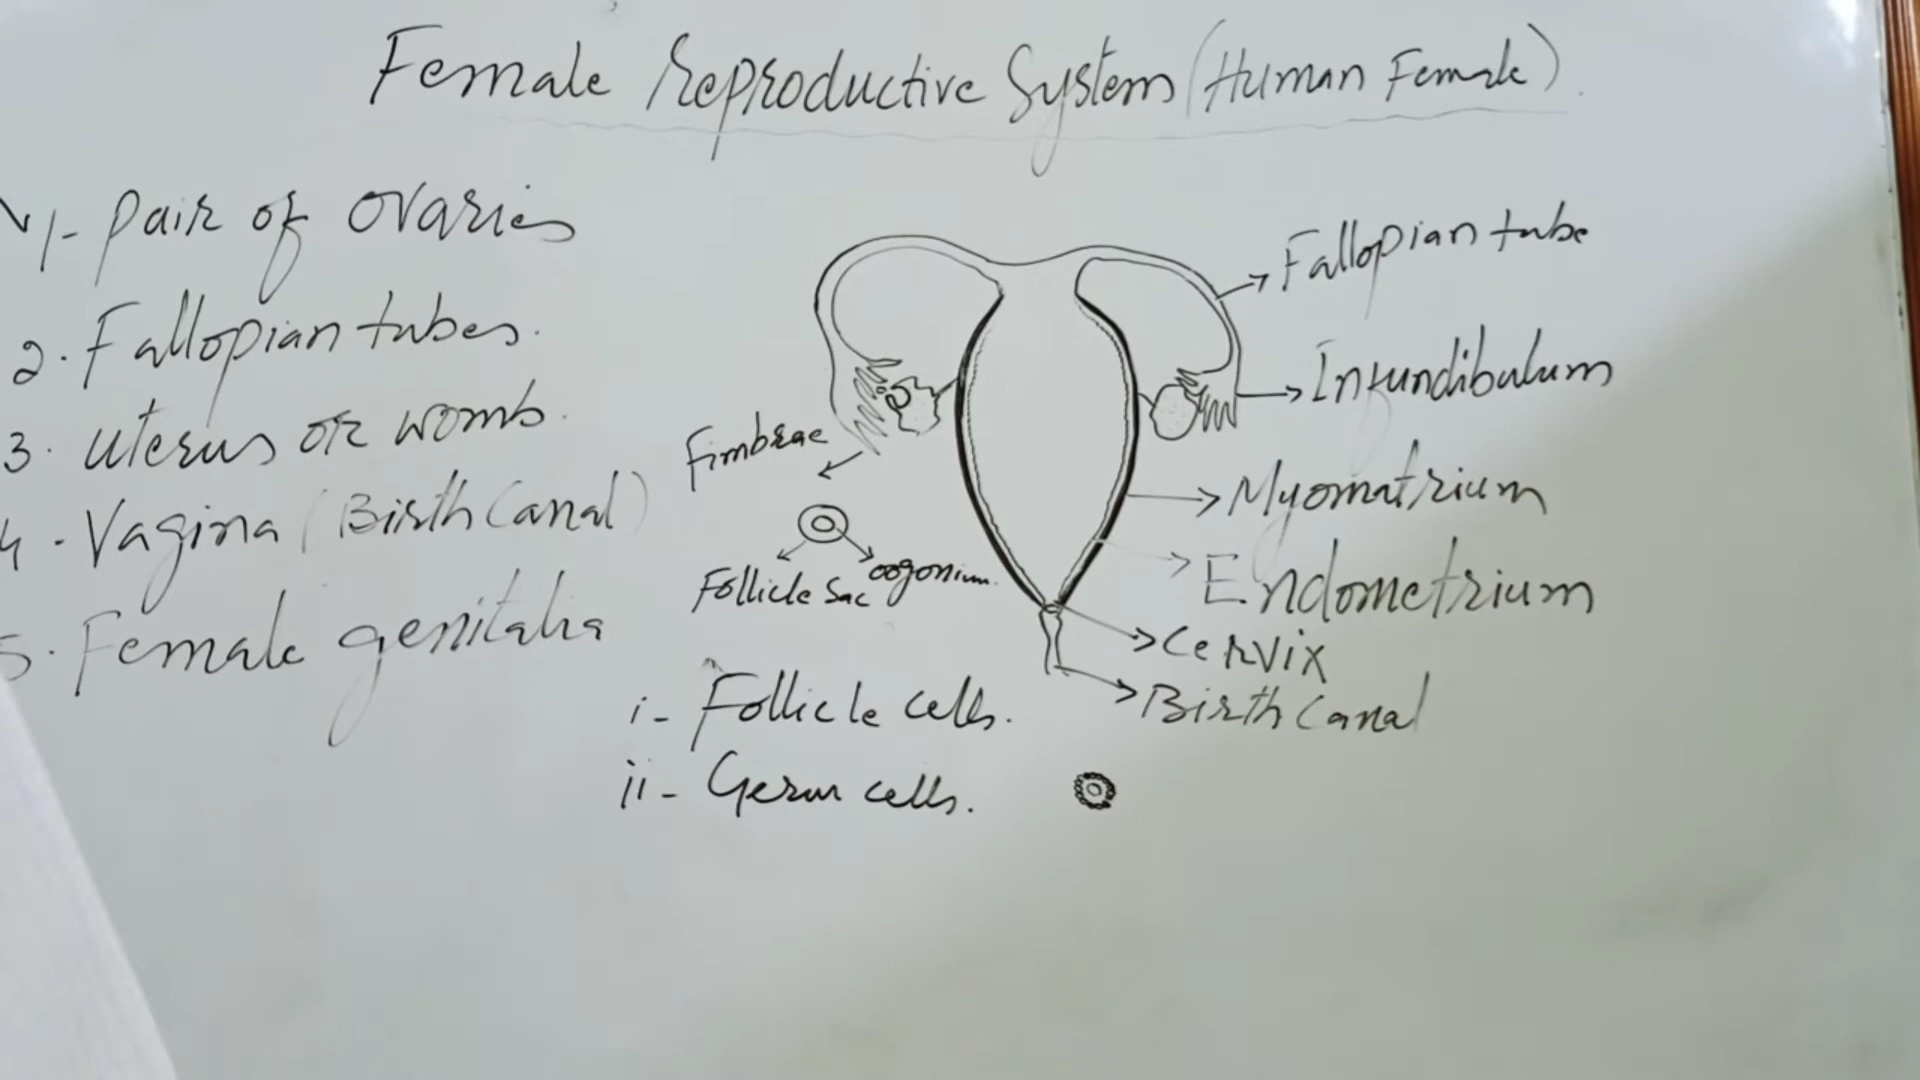 Female Reproductive System (Human Female)
1- Pair of ovaries
2. Fallopian tubes.
3. Uterus or womb.
4. Vagina (Birth Canal)
5. Female genitalia
Fallopian tube
Infundibulum
Fimbrae
Myomatrium
Follicle Sac
oogonium.
Endometrium
Cervix
Birth Canal
i- Follicle cells.
ii- Germ cells.